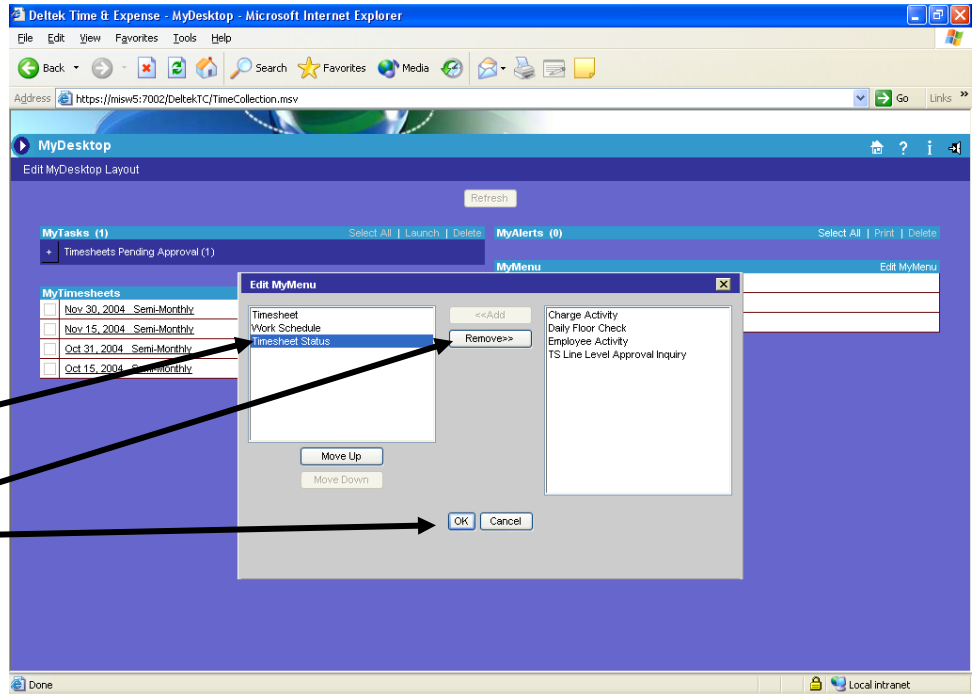 Deltek Time & Expense - MyDesktop - Microsoft Internet Explorer
File Edit View Favorites Tools Help
Back Search Favorites Media
Address https://misw5:7002/DeltekTC/TimeCollection.msv Go Links »
MyDesktop ? i
Edit MyDesktop Layout
Refresh
MyTasks (1) Select All | Launch | Delete
+ Timesheets Pending Approval (1)
MyAlerts (0) Select All | Print | Delete
MyMenu Edit MyMenu
MyTimesheets
Nov 30, 2004 Semi-Monthly
Nov 15, 2004 Semi-Monthly
Oct 31, 2004 Semi-Monthly
Oct 15, 2004 Semi-Monthly
Edit MyMenu
Timesheet
Work Schedule
Timesheet Status
<<Add
Remove>>
Charge Activity
Daily Floor Check
Employee Activity
TS Line Level Approval Inquiry
Move Up
Move Down
OK Cancel
Done Local intranet